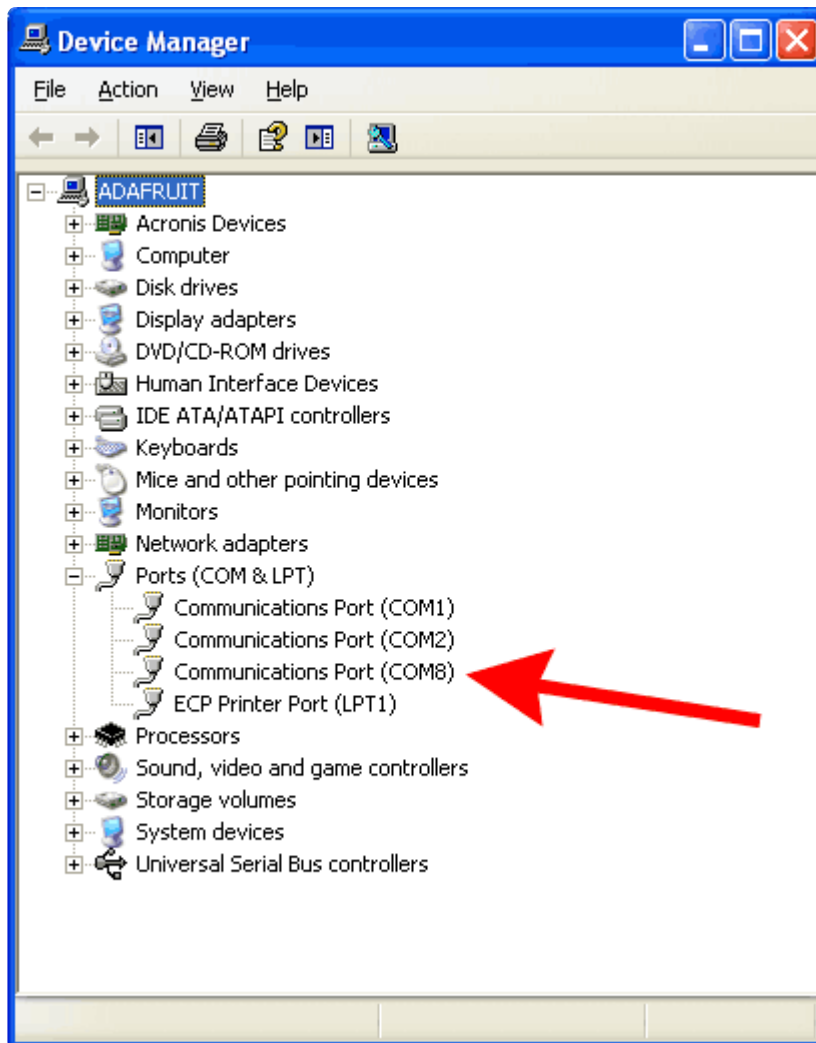 Device Manager
File Action View Help
ADAFRUIT
Acronis Devices
Computer
Disk drives
Display adapters
DVD/CD-ROM drives
Human Interface Devices
IDE ATA/ATAPI controllers
Keyboards
Mice and other pointing devices
Monitors
Network adapters
Ports (COM & LPT)
Communications Port (COM1)
Communications Port (COM2)
Communications Port (COM8)
ECP Printer Port (LPT1)
Processors
Sound, video and game controllers
Storage volumes
System devices
Universal Serial Bus controllers